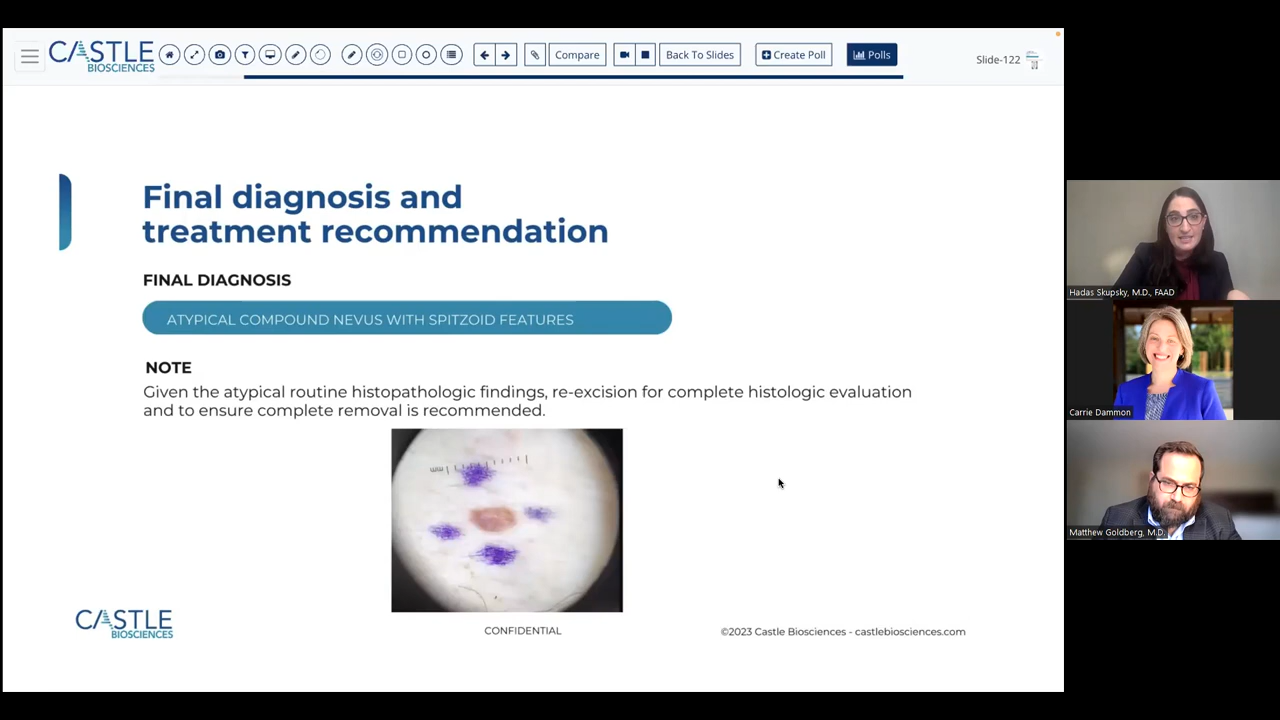 CASTLE
BIOSCIENCES
Compare
Back To Slides
Create Poll
Polls
Slide-122
Final diagnosis and
treatment recommendation
FINAL DIAGNOSIS
ATYPICAL COMPOUND NEVUS WITH SPITZOID FEATURES
NOTE
Given the atypical routine histopathologic findings, re-excision for complete histologic evaluation
and to ensure complete removal is recommended.
mm
CASTLE
BIOSCIENCES
CONFIDENTIAL
©2023 Castle Biosciences - castlebiosciences.com
Hadas Skupsky, M.D., FAAD
Carrie Dammon
Matthew Goldberg, M.D.